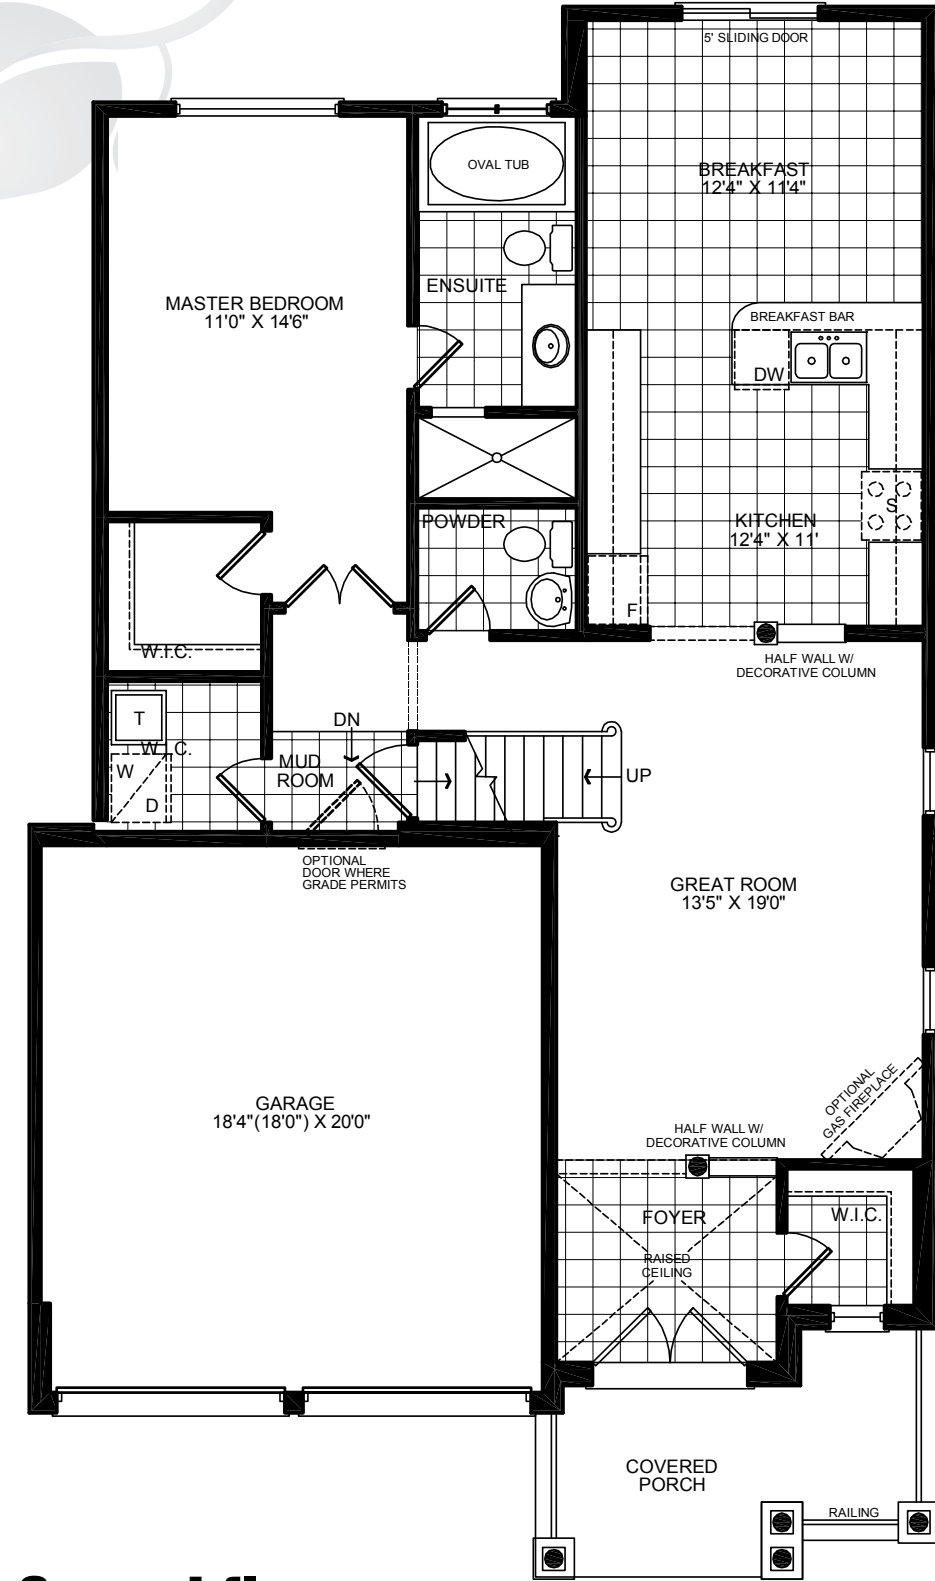 5' SLIDING DOOR
BREAKFAST
12'4" X 11'4"
OVAL TUB
ENSUITE
MASTER BEDROOM
11'0" X 14'6"
BREAKFAST BAR
DW
S
KITCHEN
12'4" X 11'
POWDER
F
W.I.C.
HALF WALL W/
DECORATIVE COLUMN
T
W.I.C.
W
D
DN
MUD
ROOM
UP
OPTIONAL
DOOR WHERE
GRADE PERMITS
GREAT ROOM
13'5" X 19'0"
OPTIONAL
GAS FIREPLACE
GARAGE
18'4"(18'0") X 20'0"
HALF WALL W/
DECORATIVE COLUMN
FOYER
RAISED
CEILING
W.I.C.
COVERED
PORCH
RAILING